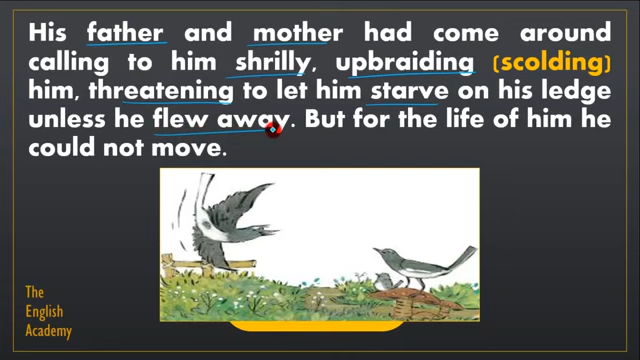 His father and mother had come around
calling to him shrilly, upbraiding (scolding)
him, threatening to let him starve on his ledge
unless he flew away. But for the life of him he
could not move.
The
English
Academy